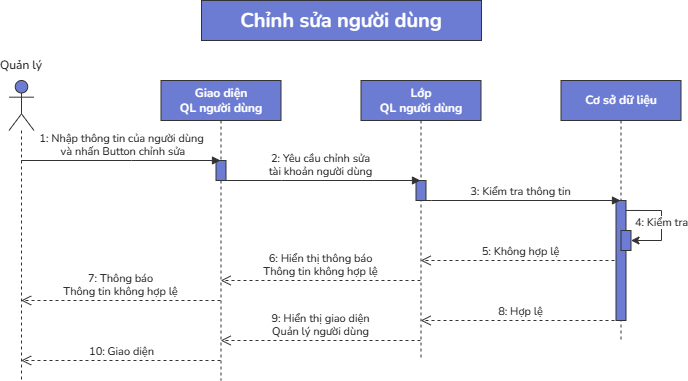 Chỉnh sửa người dùng
Quản lý
Giao diện
QL người dùng
Lớp
QL người dùng
Cơ sở dữ liệu
1: Nhập thông tin của người dùng
và nhấn Button chỉnh sửa
2: Yêu cầu chỉnh sửa
tài khoản người dùng
3: Kiểm tra thông tin
4: Kiểm tra
5: Không hợp lệ
6: Hiển thị thông báo
Thông tin không hợp lệ
7: Thông báo
Thông tin không hợp lệ
8: Hợp lệ
9: Hiển thị giao diện
Quản lý người dùng
10: Giao diện